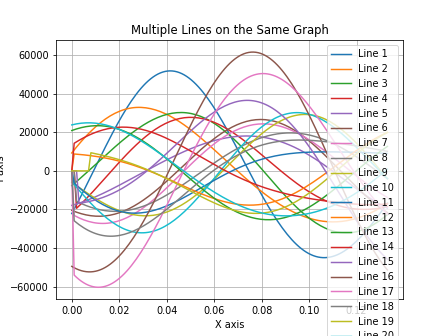 Multiple Lines on the Same Graph
60000
40000
20000
0
−20000
−40000
−60000
0.00
0.02
0.04
0.06
0.08
0.10
X axis
Line 1
Line 2
Line 3
Line 4
Line 5
Line 7
Line 8
Line 9
Line 10
Line 11
Line 12
Line 13
Line 14
Line 15
Line 16
Line 17
Line 18
Line 19
Line 20